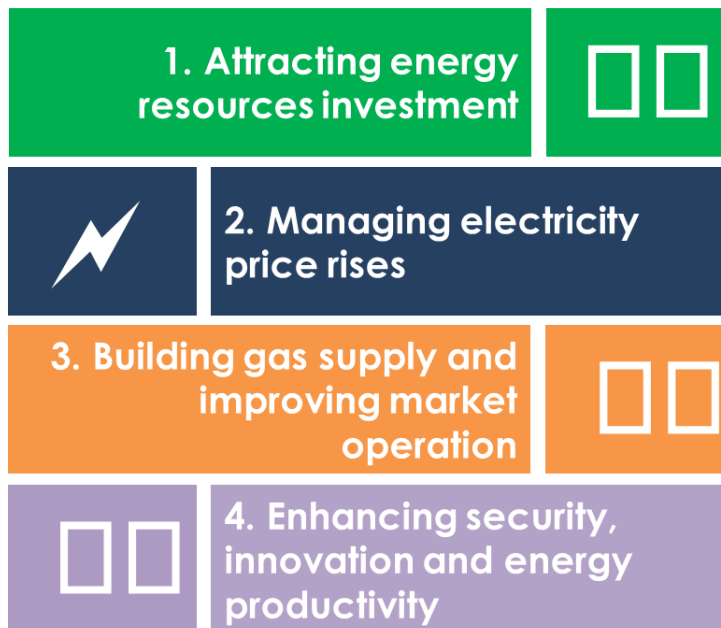 1. Attracting energy
resources investment
2. Managing electricity
price rises
3. Building gas supply and
improving market
operation
4. Enhancing security,
innovation and energy
productivity